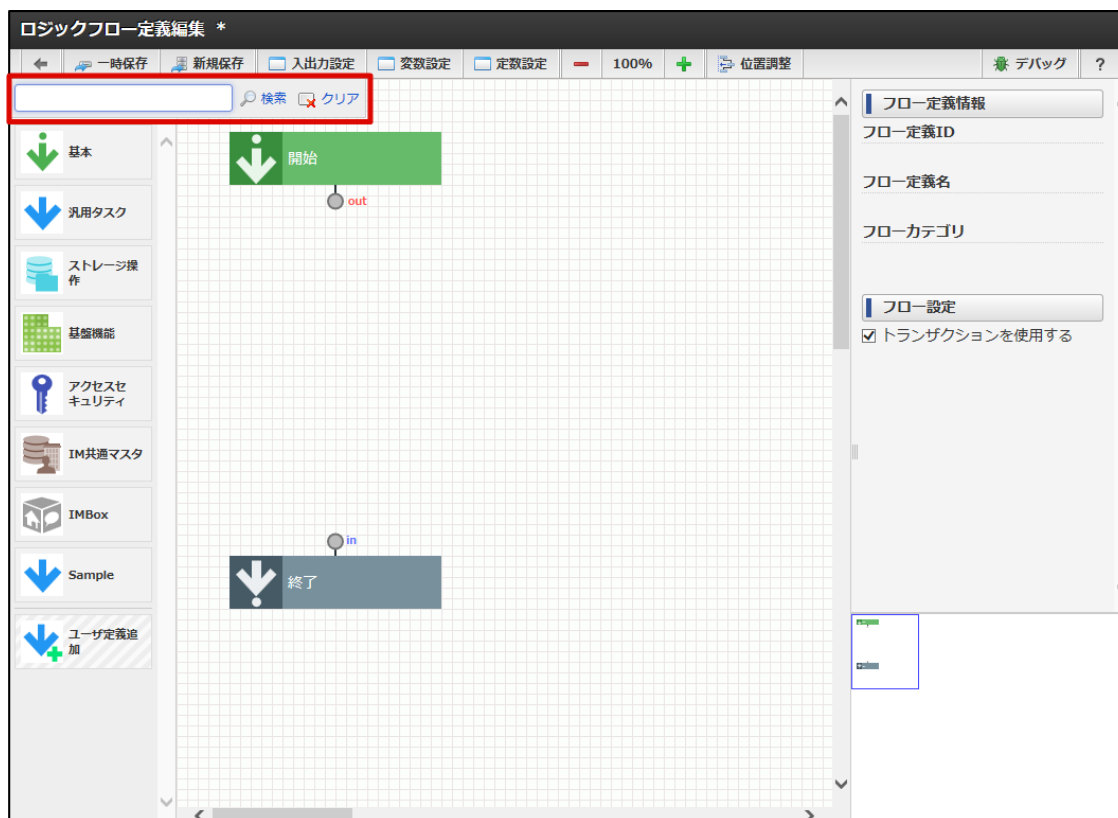 ロジックフロー定義編集 *
一時保存 新規保存 入出力設定 変数設定 定数設定 100% 位置調整 デバッグ ?
検索 クリア
基本
汎用タスク
ストレージ操
作
基盤機能
アクセスセ
キュリティ
IM共通マスタ
IMBox
Sample
ユーザ定義追
加
開始
out
in
終了
フロー定義情報
フロー定義ID
フロー定義名
フローカテゴリ
フロー設定
トランザクションを使用する